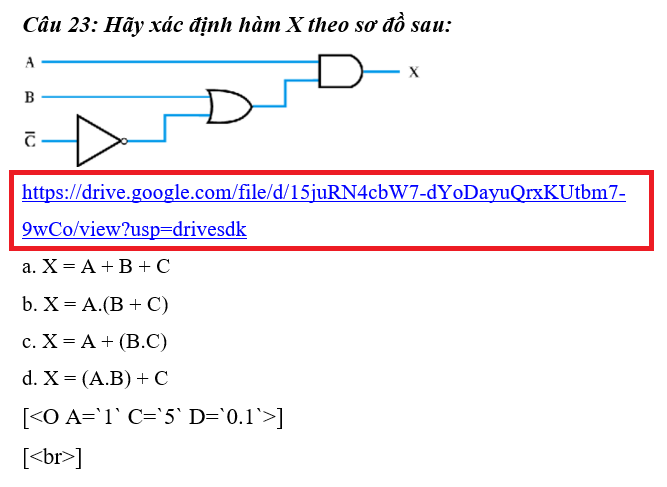 Câu 23: Hãy xác định hàm X theo sơ đồ sau:
A
X
B
C̅
https://drive.google.com/file/d/15juRN4cbW7-dYoDayuQrxKUtbm7-
9wCo/view?usp=drivesdk
a. X = A + B + C
b. X = A.(B + C)
c. X = A + (B.C)
d. X = (A.B) + C
[<O A=`1` C=`5` D=`0.1`>]
[<br>]